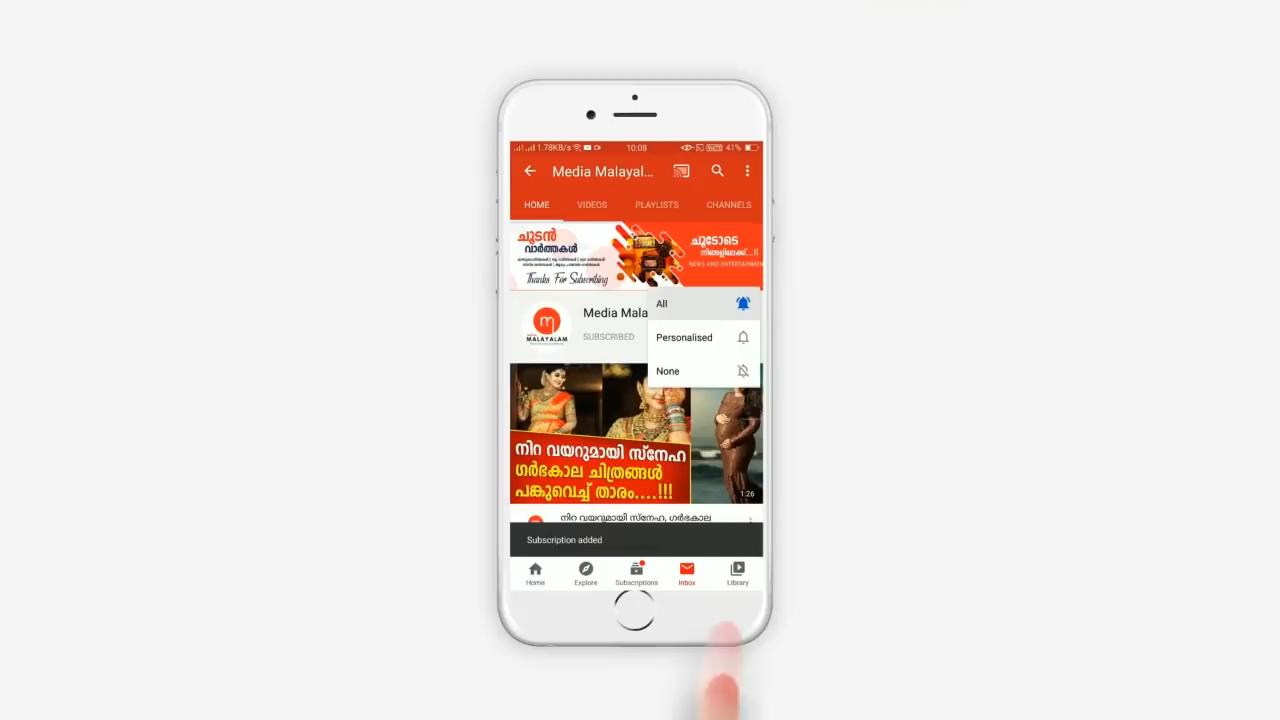 1.78KB/s 10:08 41%
Media Malayal...
HOME VIDEOS PLAYLISTS CHANNELS
ചൂടൻ
വാർത്തകൾ
Thanks For Subscribing
ചൂടോടെ
നിങ്ങളിലേക്ക്...!!
NEWS AND ENTERTAINMEN
Media Mala
SUBSCRIBED
All
Personalised
None
m
MALAYALAM
നിറ വയറുമായി സ്നേഹ
ഗർഭകാല ചിത്രങ്ങൾ
പങ്കുവെച്ച് താരം....!!!
1:26
നിറ വയറുമായി സ്നേഹ, ഗർഭകാല
Subscription added
Home Explore Subscriptions Inbox Library